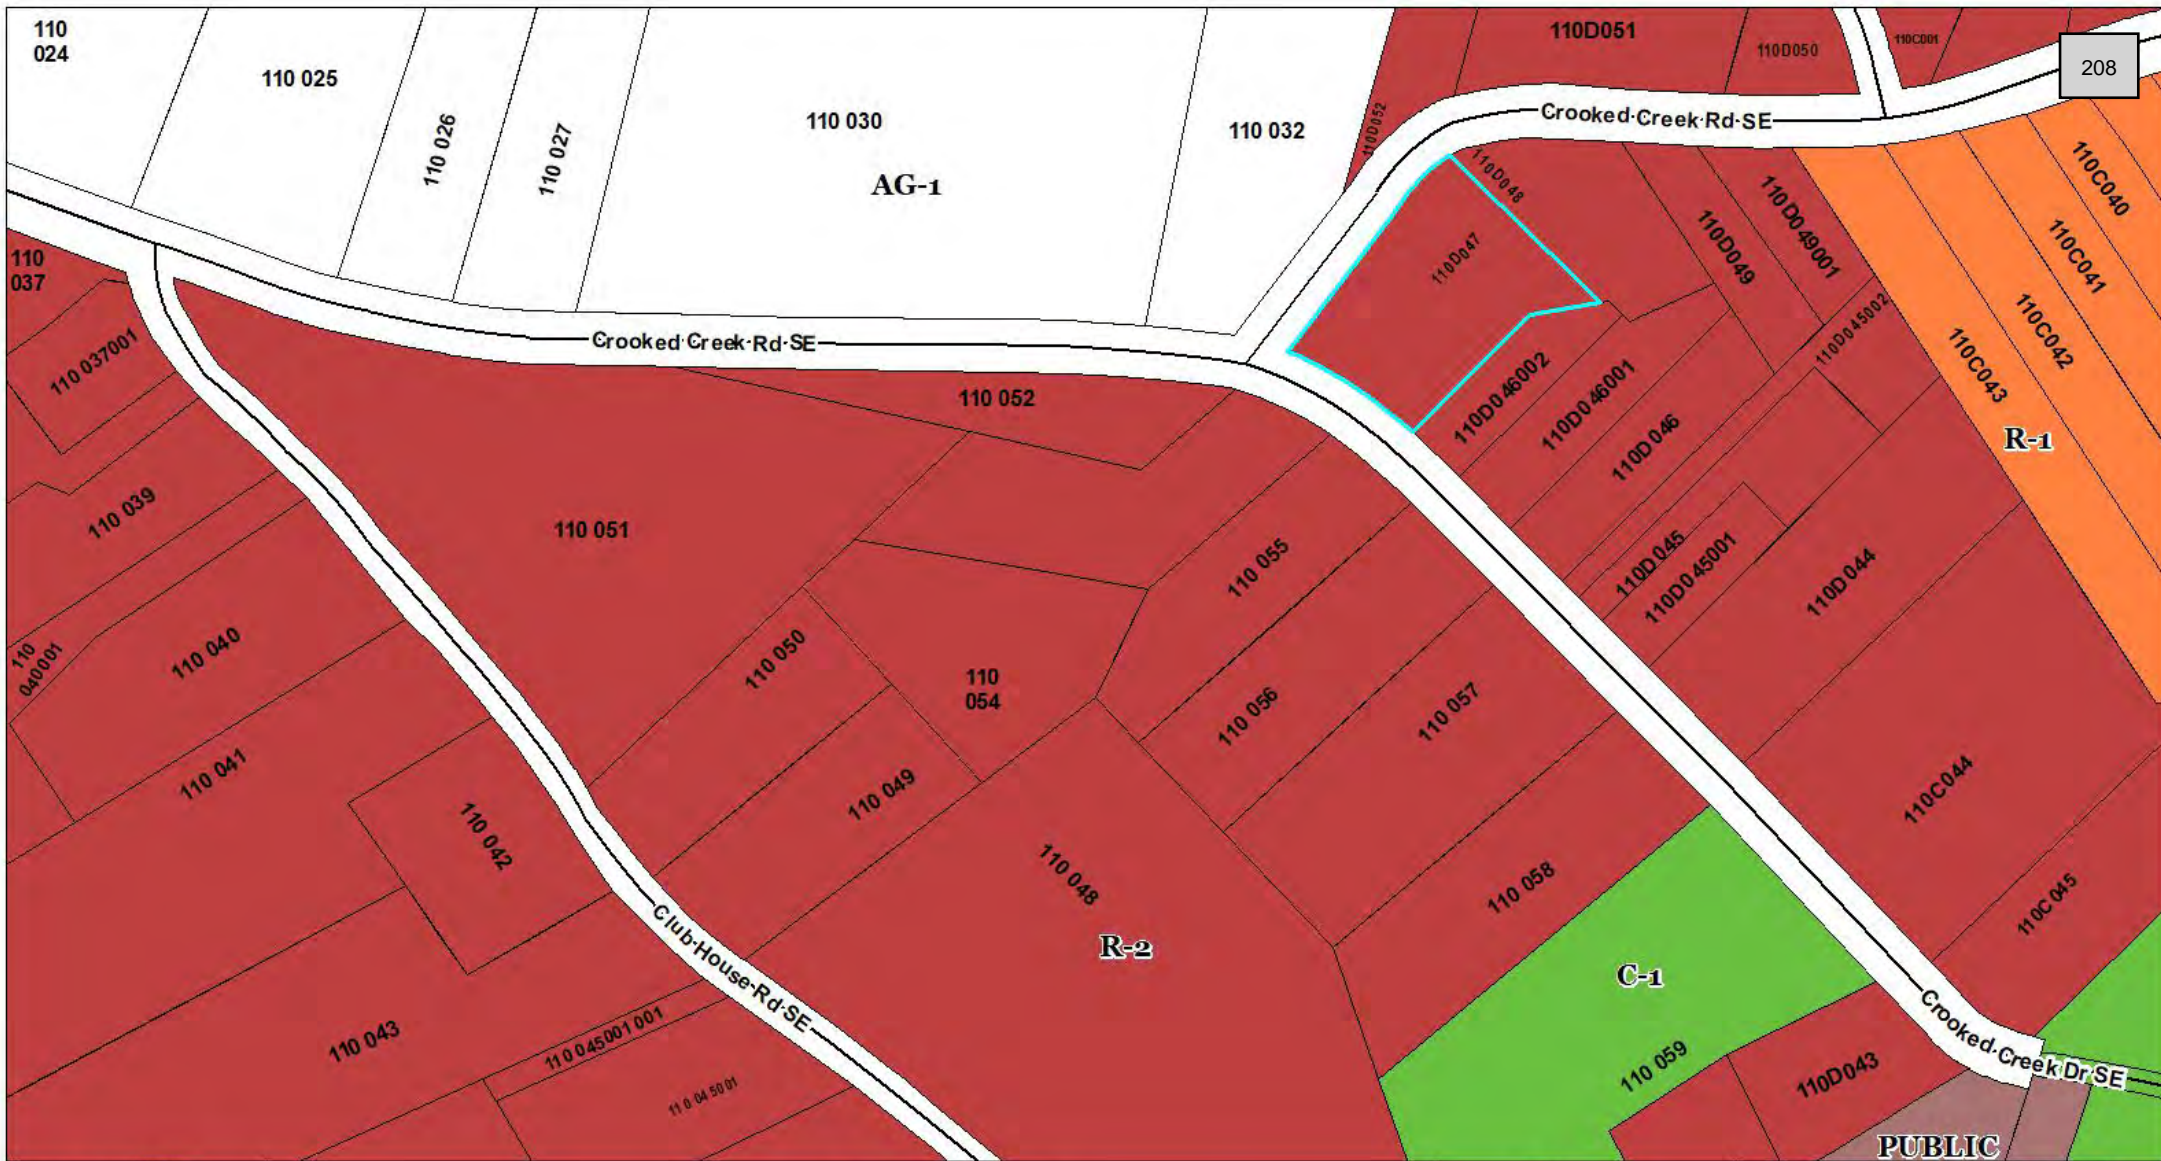 110
024
110 025
110 026
110 027
110 030
AG-1
110 032
110D052
110D051
110D050
110C001
208
Crooked Creek Rd SE
110D048
110D047
110D049
110D049001
110C040
110C041
110C042
110C043
R-1
110
037
110 037001
Crooked Creek Rd SE
110 052
110D046002
110D046001
110D046
110D045002
110 039
110 051
110 055
110D045
110D045001
110D044
110
040001
110 040
110 050
110
054
110 056
110 057
110 041
110 042
110 049
110 048
R-2
110 058
110C044
110C045
C-1
Club House Rd SE
110 043
110 045001 001
110 045001
110 059
110D043
Crooked Creek Dr SE
PUBLIC